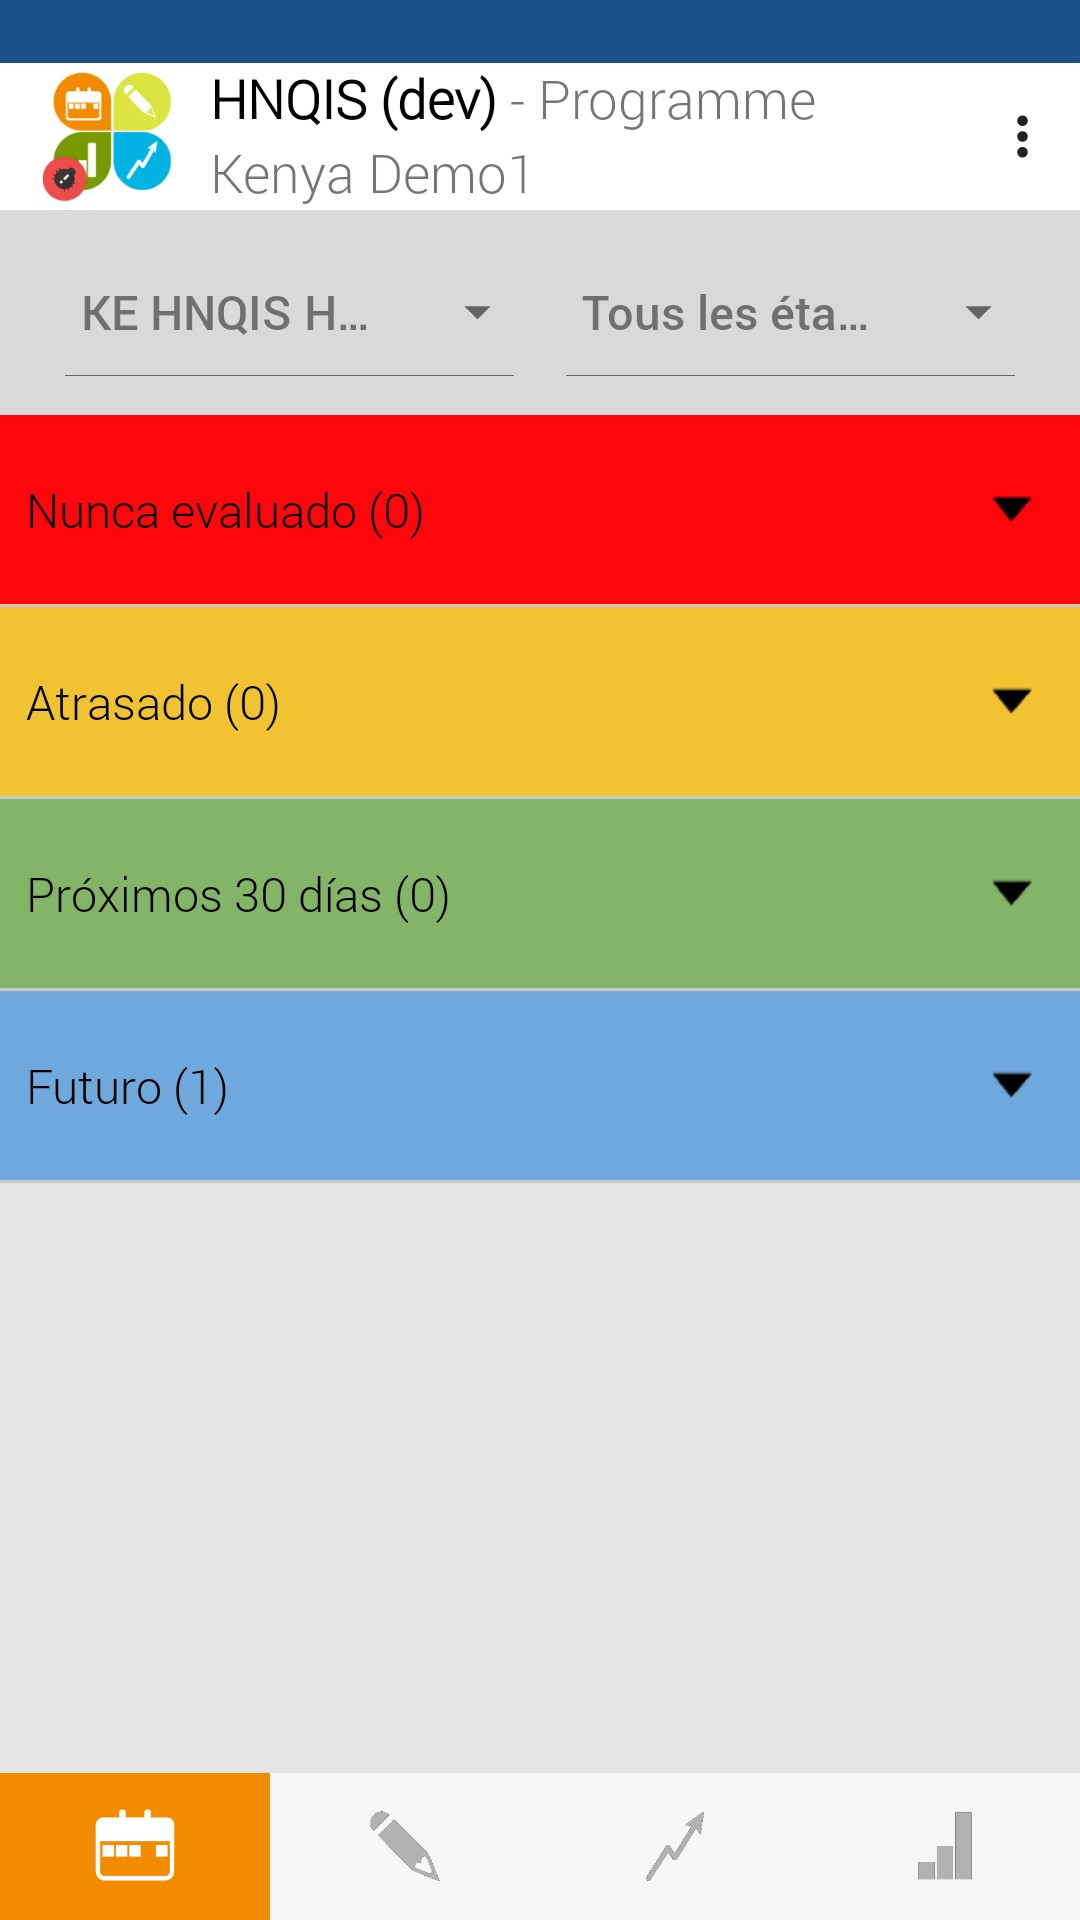 HNQIS (dev) - Programme
Kenya Demo1
KE HNQIS H...
Tous les éta...
Nunca evaluado (0)
Atrasado (0)
Próximos 30 días (0)
Futuro (1)